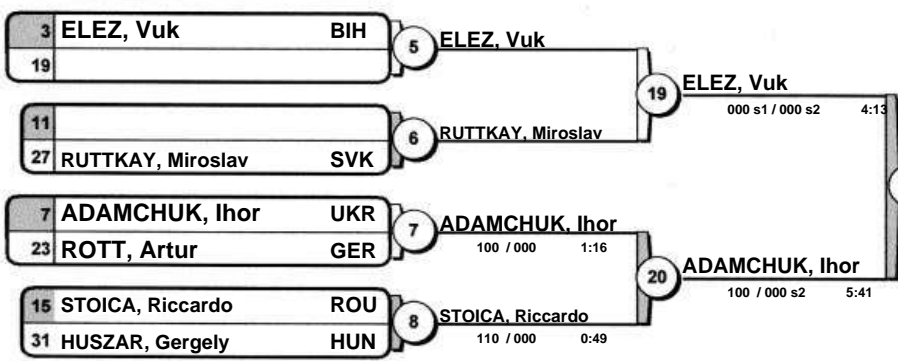 3 ELEZ, Vuk BIH
19
5
ELEZ, Vuk
11
27 RUTTKAY, Miroslav SVK
6
RUTTKAY, Miroslav
19
ELEZ, Vuk
000 s1 / 000 s2 4:13
7 ADAMCHUK, Ihor UKR
23 ROTT, Artur GER
7
ADAMCHUK, Ihor
100 / 000 1:16
15 STOICA, Riccardo ROU
31 HUSZAR, Gergely HUN
8
STOICA, Riccardo
110 / 000 0:49
20
ADAMCHUK, Ihor
100 / 000 s2 5:41